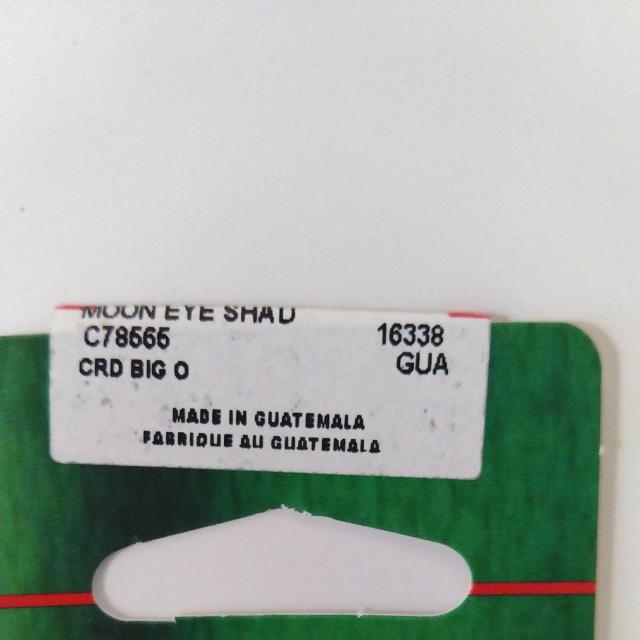 MOON EYE SHAD
C78565 16338
CRD BIG O GUA
MADE IN GUATEMALA
FABRIQUE AU GUATEMALA